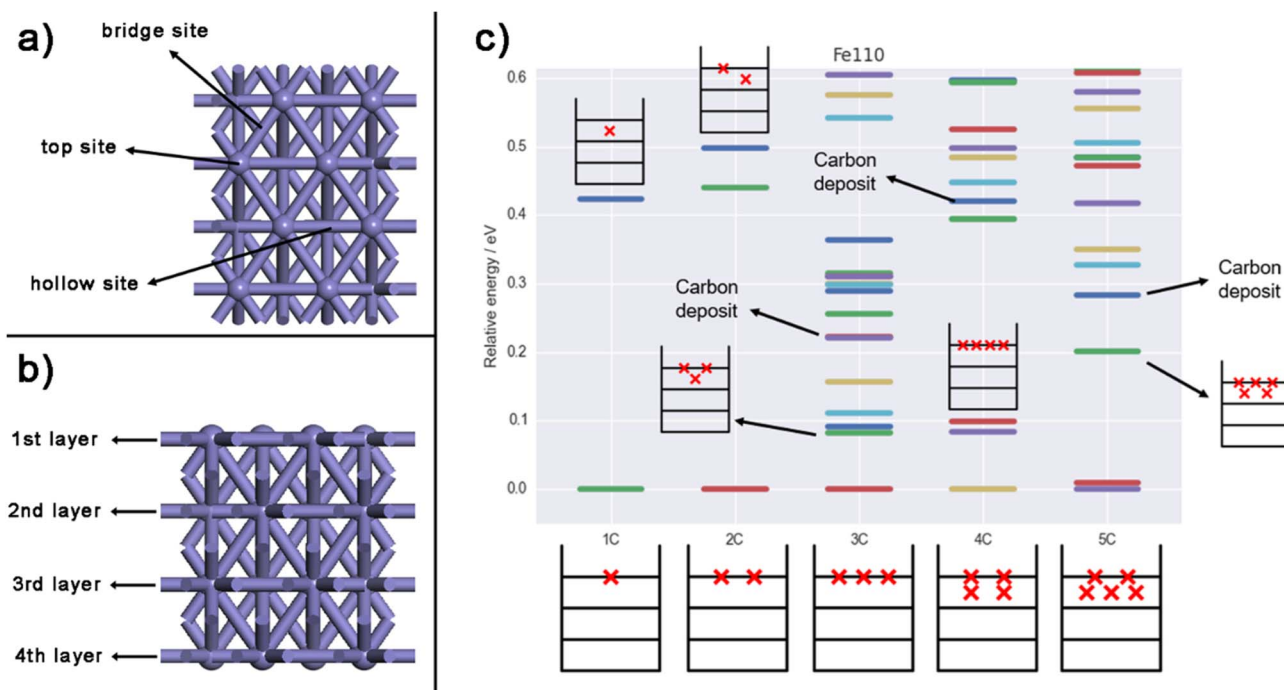 a)
bridge site
top site
hollow site
b)
1st layer
2nd layer
3rd layer
4th layer
c)
Fe110
Relative energy / eV
0.6
0.5
0.4
0.3
0.2
0.1
0.0
Carbon
deposit
Carbon
deposit
Carbon
deposit
1C
2C
3C
4C
5C